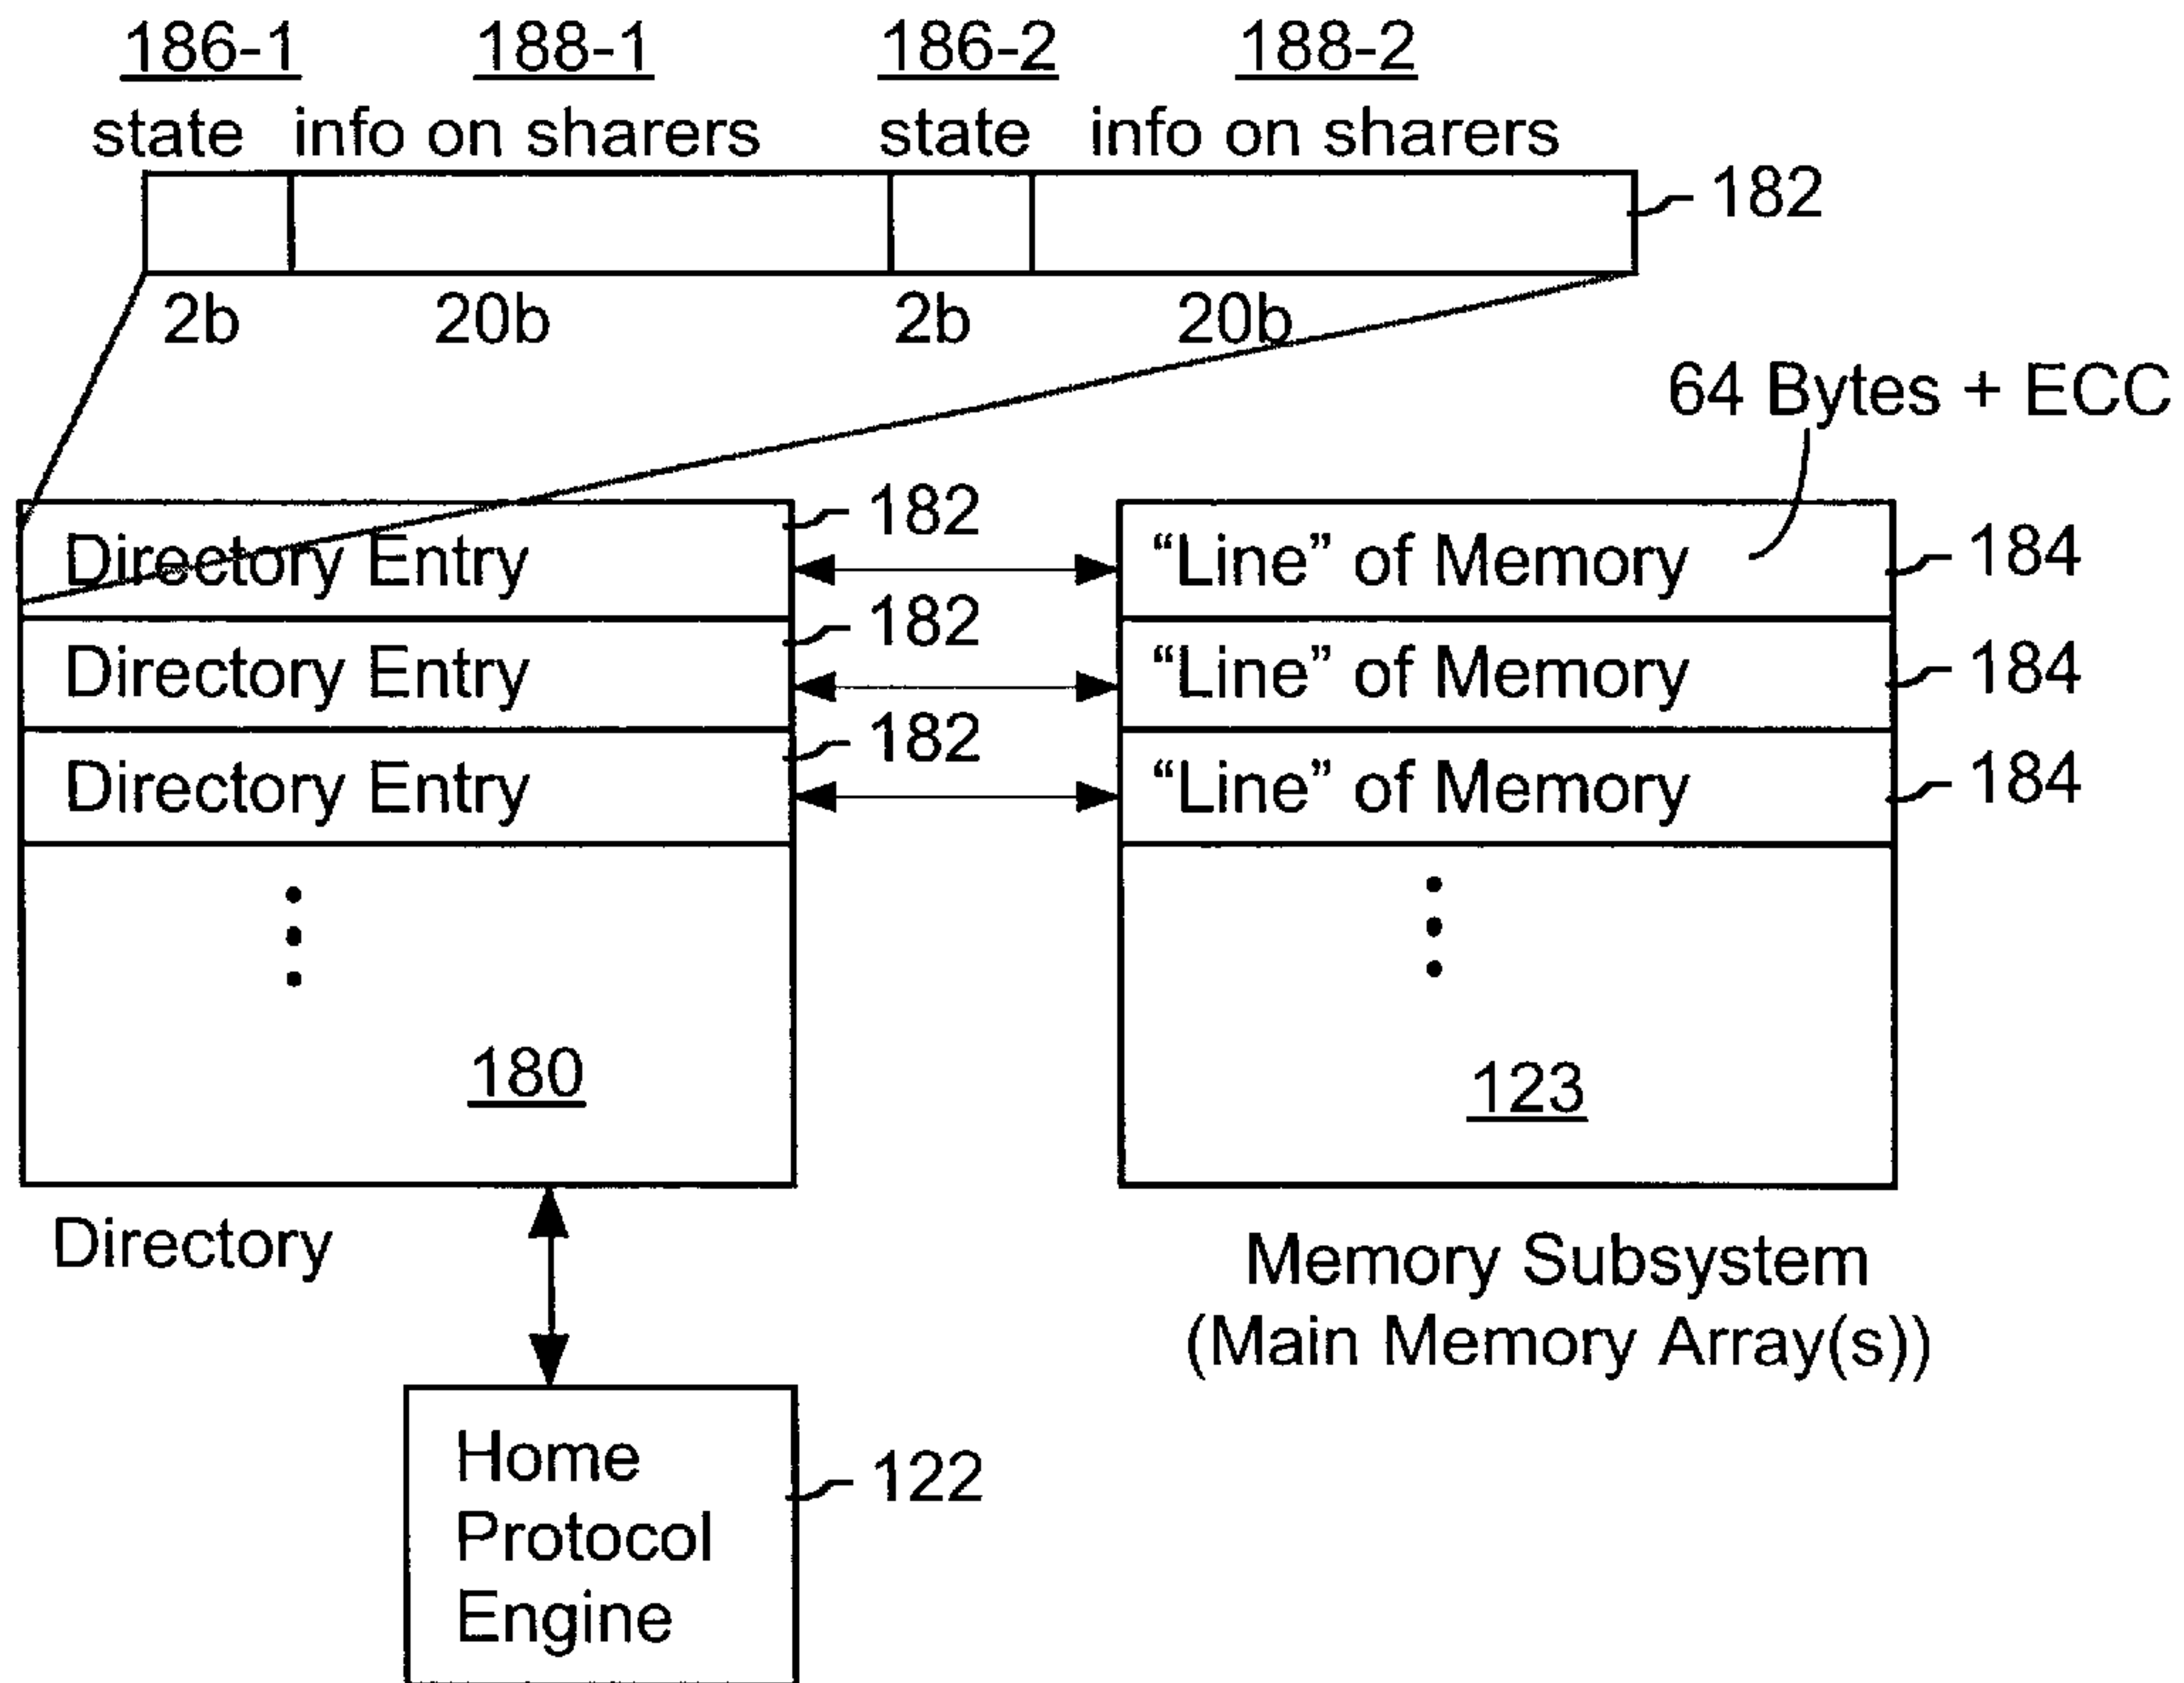 186-1 188-1 186-2 188-2
state info on sharers state info on sharers
182
2b 20b 2b 20b
64 Bytes + ECC
182
Directory Entry “Line” of Memory 184
182
Directory Entry “Line” of Memory 184
182
Directory Entry “Line” of Memory 184
180 123
Directory Memory Subsystem
(Main Memory Array(s))
Home
Protocol
Engine
122